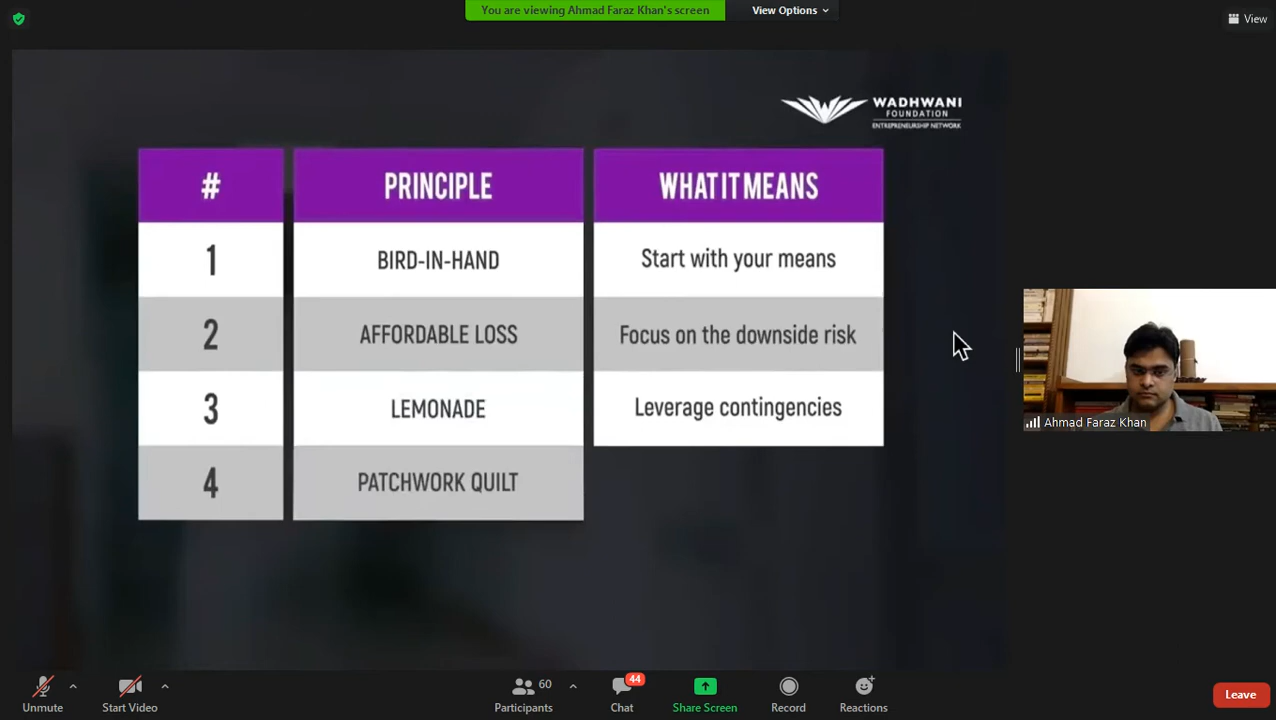 You are viewing Ahmad Faraz Khan's screen
View Options
View
WADHWANI
FOUNDATION
ENTREPRENEURSHIP NETWORK
# PRINCIPLE WHAT IT MEANS
1 BIRD-IN-HAND Start with your means
2 AFFORDABLE LOSS Focus on the downside risk
3 LEMONADE Leverage contingencies
4 PATCHWORK QUILT
Ahmad Faraz Khan
60
44
Unmute Start Video Participants Chat Share Screen Record Reactions Leave